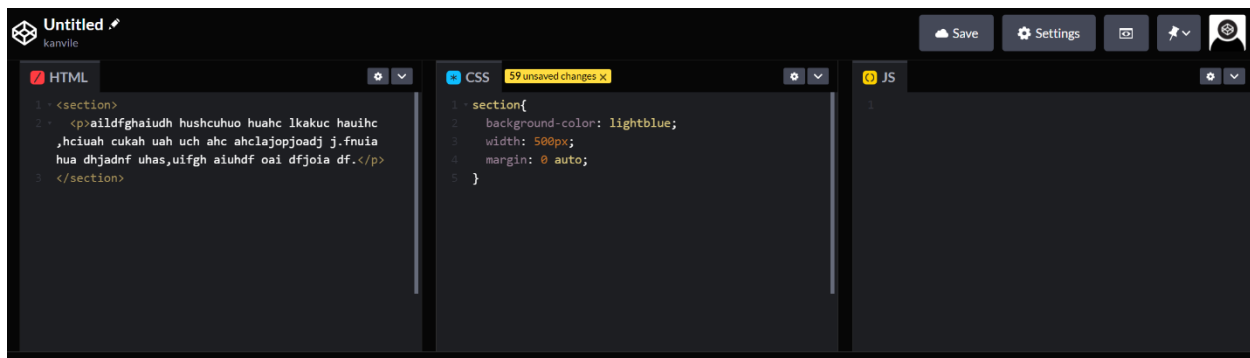 Untitled
kanvile
Save
Settings
HTML
1 <section>
2 <p>aildfghaiudh hushcuhuo huahc lkakuc hauihc
,hciuah cukah uah uch ahc ahclajopjoadj j.fnuia
hua dhjadnf uhas,uifgh aiuhdf oai dfjoia df.</p>
3 </section>
CSS 59 unsaved changes x
1 section{
2 background-color: lightblue;
3 width: 500px;
4 margin: 0 auto;
5 }
JS
1